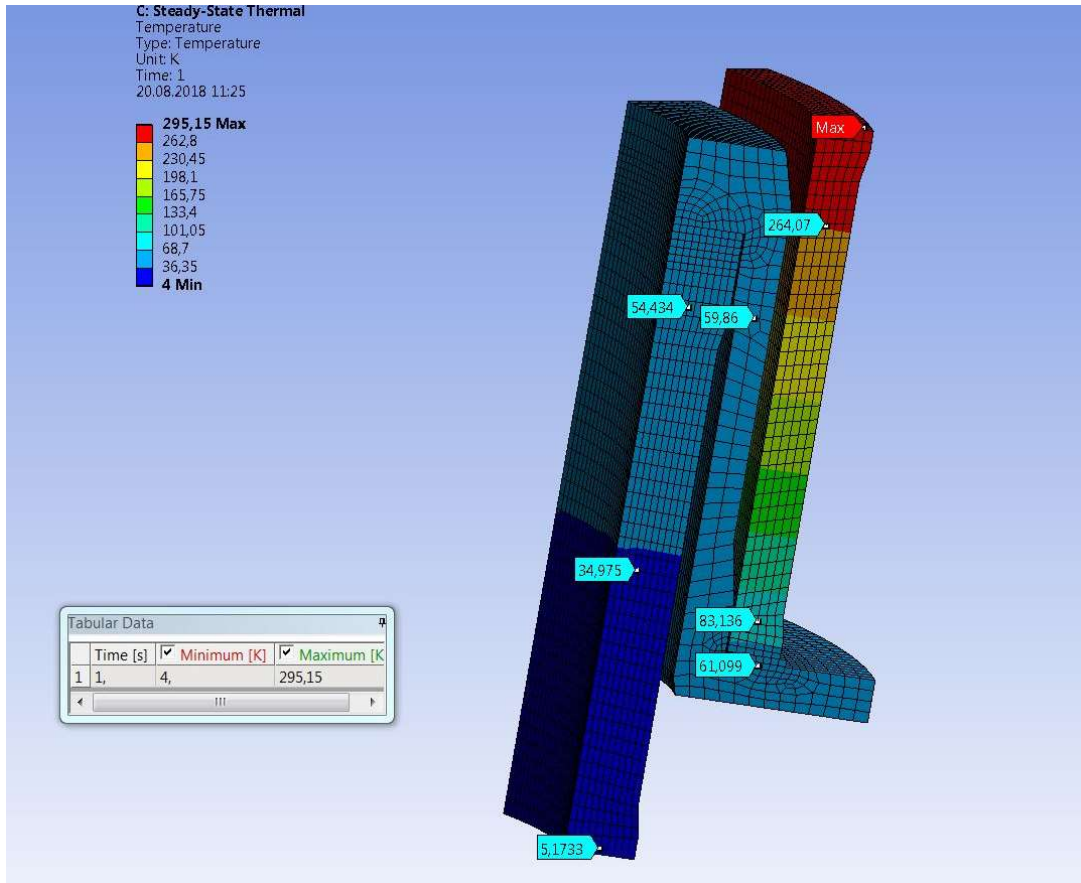 C: Steady-State Thermal
Temperature
Type: Temperature
Unit: K
Time: 1
20.08.2018 11:25
295,15 Max
262,8
230,45
198,1
165,75
133,4
101,05
68,7
36,35
4 Min
Max
264,07
54,434
59,86
34,975
83,136
61,099
5,1733
Tabular Data
Time [s] Minimum [K] Maximum [K
1 1, 4, 295,15